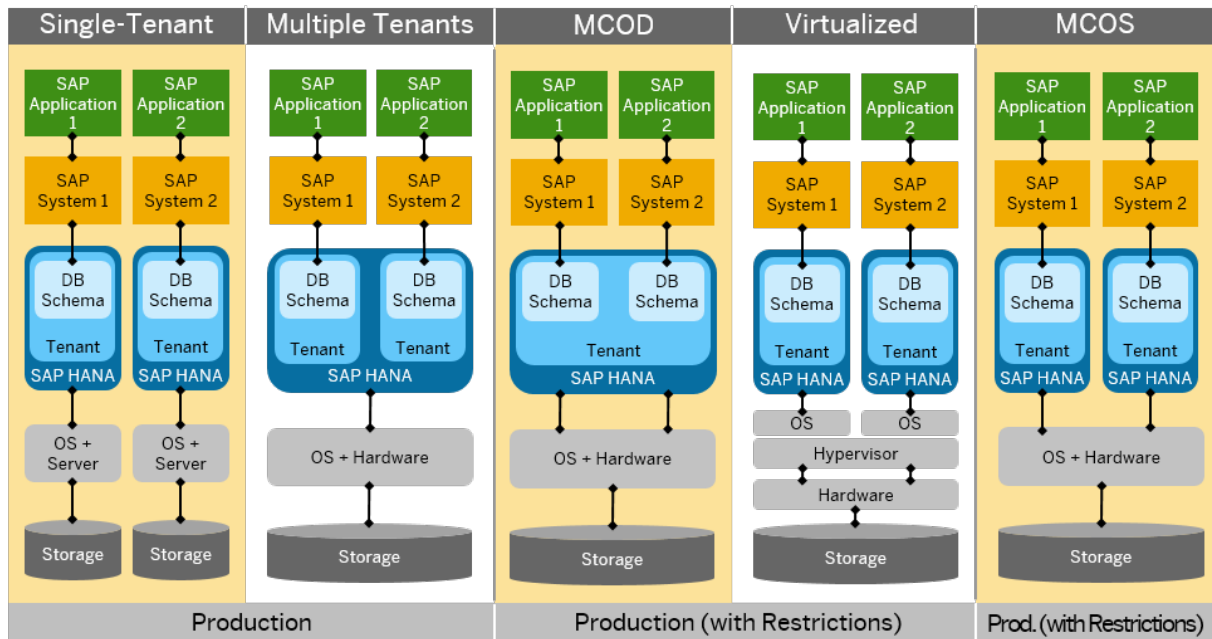 Single-Tenant
Multiple Tenants
MCOD
Virtualized
MCOS
SAP
Application
1
SAP
Application
2
SAP
Application
1
SAP
Application
2
SAP
Application
1
SAP
Application
2
SAP
Application
1
SAP
Application
2
SAP
Application
1
SAP
Application
2
SAP
System 1
SAP
System 2
SAP
System 1
SAP
System 2
SAP
System 1
SAP
System 2
SAP
System 1
SAP
System 2
SAP
System 1
SAP
System 2
DB
Schema
Tenant
SAP HANA
DB
Schema
Tenant
SAP HANA
DB
Schema
Tenant
DB
Schema
Tenant
SAP HANA
DB
Schema
DB
Schema
Tenant
SAP HANA
DB
Schema
Tenant
SAP HANA
DB
Schema
Tenant
SAP HANA
DB
Schema
Tenant
SAP HANA
DB
Schema
Tenant
SAP HANA
OS +
Server
OS +
Server
OS + Hardware
OS + Hardware
OS
OS
Hypervisor
Hardware
OS + Hardware
Storage
Storage
Storage
Storage
Storage
Storage
Production
Production (with Restrictions)
Prod. (with Restrictions)